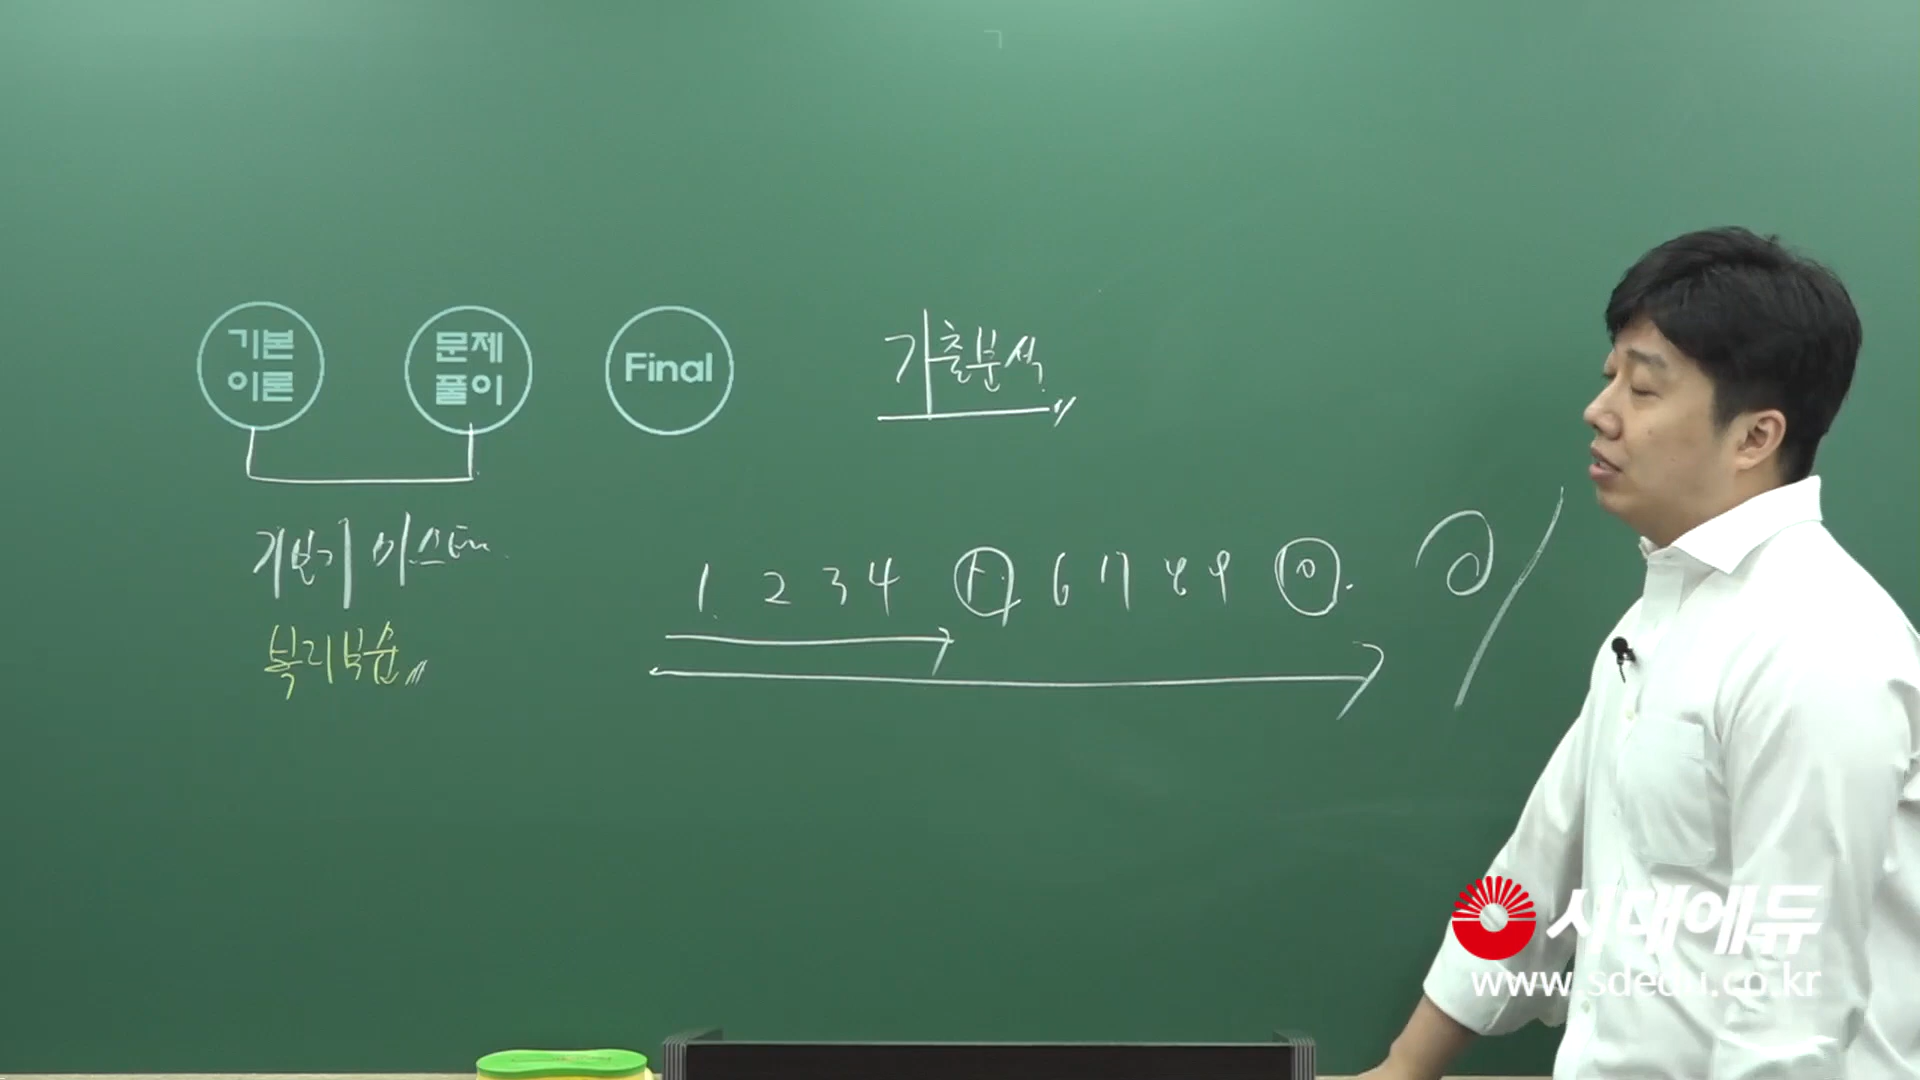 기본
이론
문제
풀이
Final
기출분석
기본기 마스터
복리복습
1. 2 3 4 5 6 7 8 9 10.
시대에듀
www.sdedu.co.kr